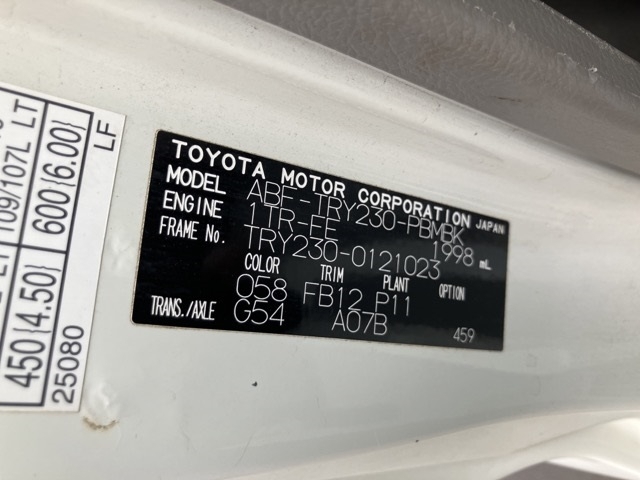 109/107L LT
450{4.50} 600{6.00}
25080 LF
TOYOTA MOTOR CORPORATION JAPAN
MODEL ABF-TRY230-PBMBK
ENGINE 1TR-FE 1998 mL
FRAME No. TRY230-0121023
COLOR TRIM PLANT OPTION
058 FB12 P11
TRANS./AXLE G54 A07B 459